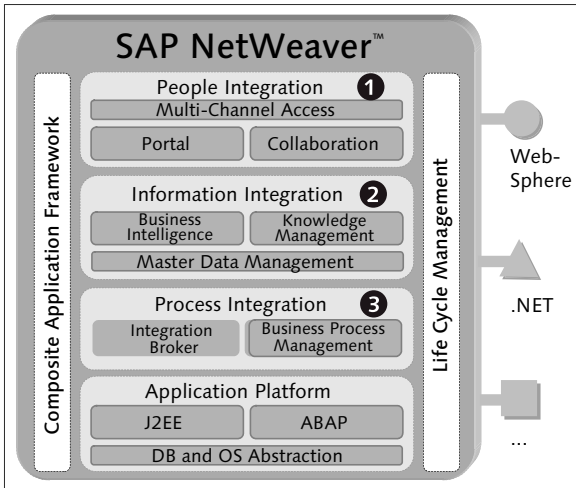 SAP NetWeaver™
Composite Application Framework
People Integration 1
Multi-Channel Access
Portal
Collaboration
Information Integration 2
Business
Intelligence
Knowledge
Management
Master Data Management
Process Integration 3
Integration
Broker
Business Process
Management
Application Platform
J2EE
ABAP
DB and OS Abstraction
Life Cycle Management
Web-
Sphere
.NET
...